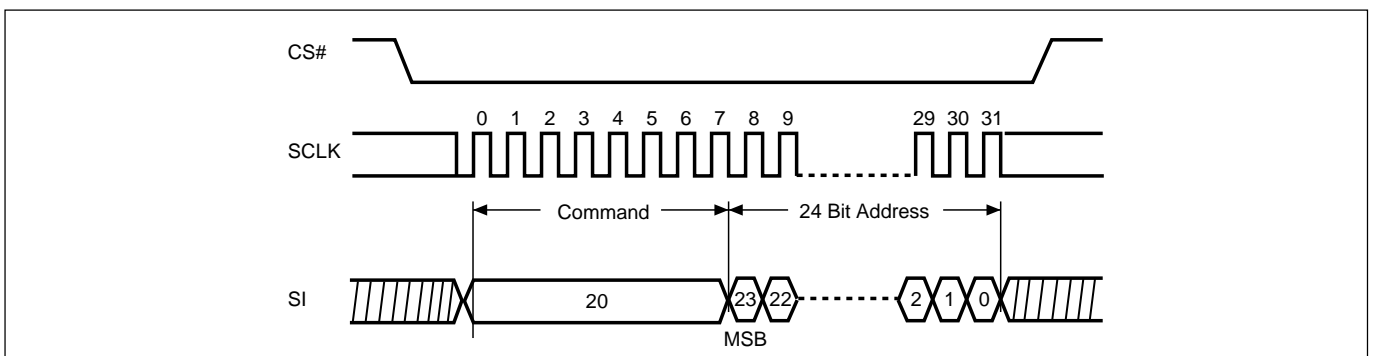 CS#
0 1 2 3 4 5 6 7 8 9 29 30 31
SCLK
Command 24 Bit Address
SI 20 23 22 2 1 0
MSB